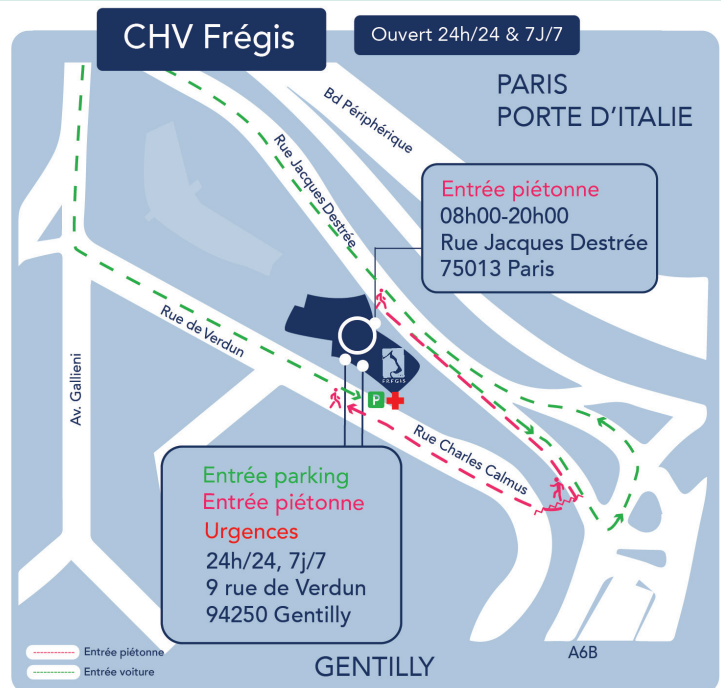 CHV Frégis
Ouvert 24h/24 & 7J/7
PARIS
PORTE D'ITALIE
Bd Périphérique
Rue Jacques Destrée
Entrée piétonne
08h00-20h00
Rue Jacques Destrée
75013 Paris
Rue de Verdun
Av. Gallieni
FRÉGIS
P
Rue Charles Calmus
Entrée parking
Entrée piétonne
Urgences
24h/24, 7j/7
9 rue de Verdun
94250 Gentilly
Entrée piétonne
Entrée voiture
GENTILLY
A6B